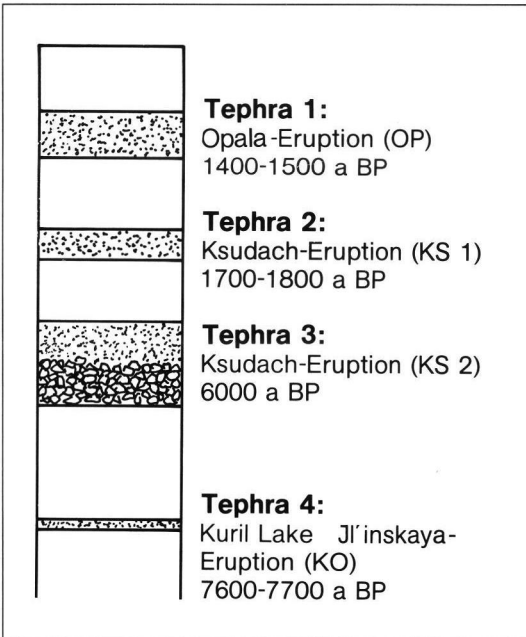 Tephra 1:
Opala-Eruption (OP)
1400-1500 a BP
Tephra 2:
Ksudach-Eruption (KS 1)
1700-1800 a BP
Tephra 3:
Ksudach-Eruption (KS 2)
6000 a BP
Tephra 4:
Kuril Lake Jl´inskaya-
Eruption (KO)
7600-7700 a BP